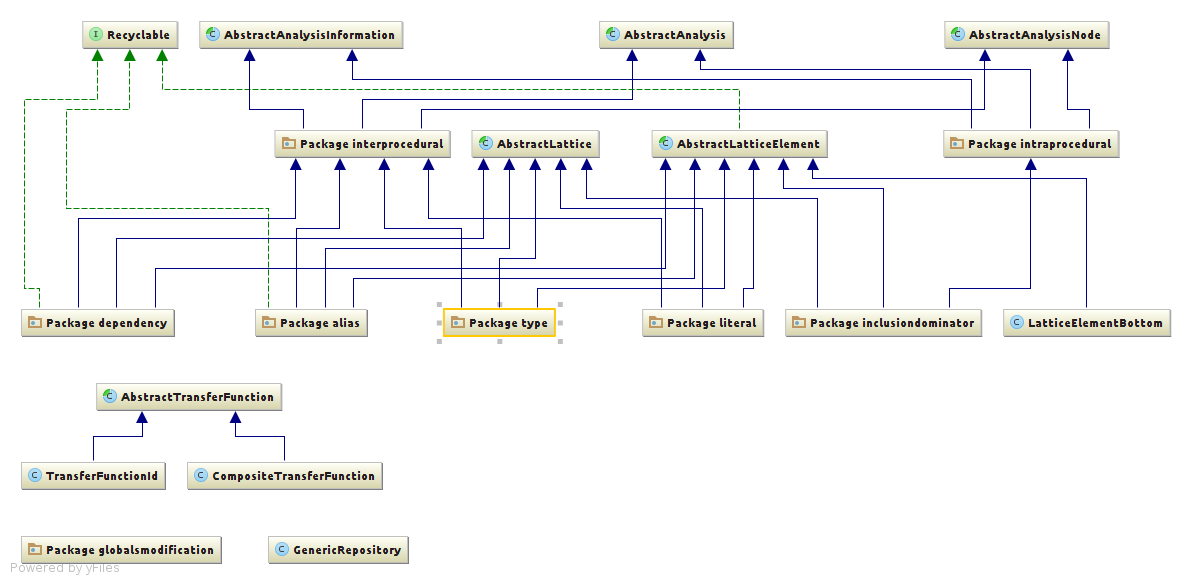 Recyclable
AbstractAnalysisInformation
AbstractAnalysis
AbstractAnalysisNode
Package interprocedural
AbstractLattice
AbstractLatticeElement
Package intraprocedural
Package dependency
Package alias
Package type
Package literal
Package inclusiondominator
LatticeElementBottom
AbstractTransferFunction
TransferFunctionId
CompositeTransferFunction
Package globalsmodification
GenericRepository
Powered by yFiles